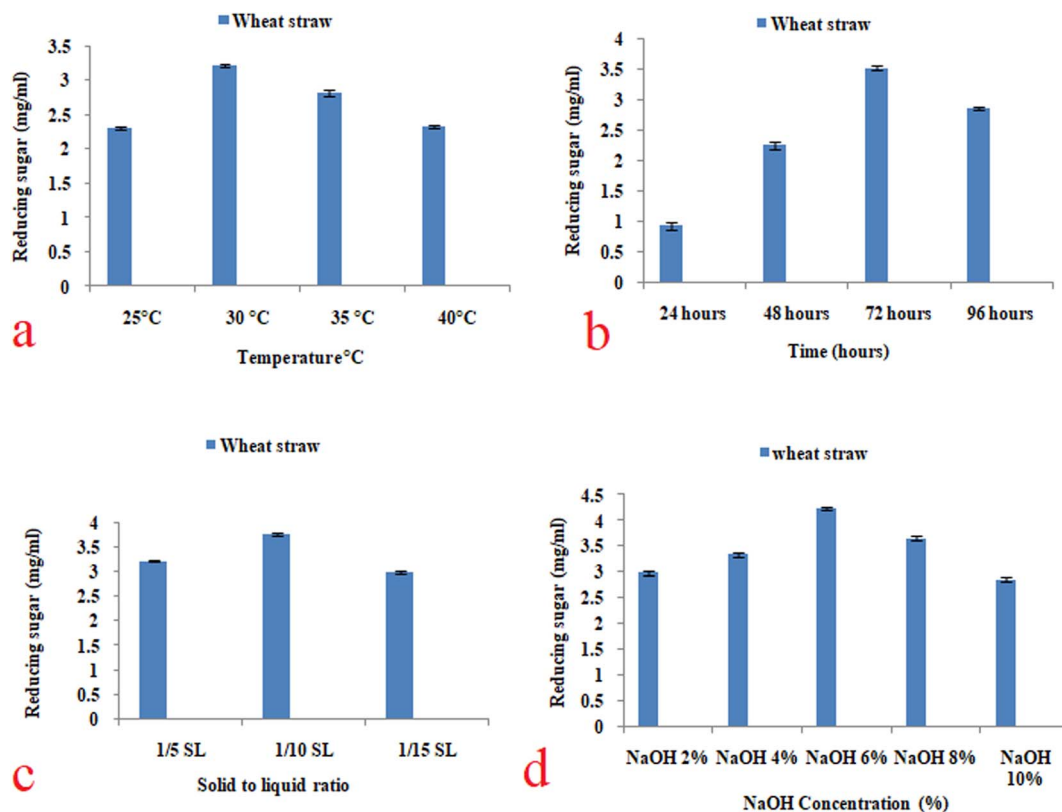 Wheat straw
Reducing sugar (mg/ml)
3.5
3
2.5
2
1.5
1
0.5
0
25°C 30 °C 35 °C 40°C
Temperature°C
a
Wheat straw
Reducing sugar (mg/ml)
4
3.5
3
2.5
2
1.5
1
0.5
0
24 hours 48 hours 72 hours 96 hours
Time (hours)
b
Wheat straw
Reducing sugar (mg/ml)
4
3.5
3
2.5
2
1.5
1
0.5
0
1/5 SL 1/10 SL 1/15 SL
Solid to liquid ratio
c
wheat straw
Reducing sugar (mg/ml)
4.5
4
3.5
3
2.5
2
1.5
1
0.5
0
NaOH 2% NaOH 4% NaOH 6% NaOH 8% NaOH
10%
NaOH Concentration (%)
d